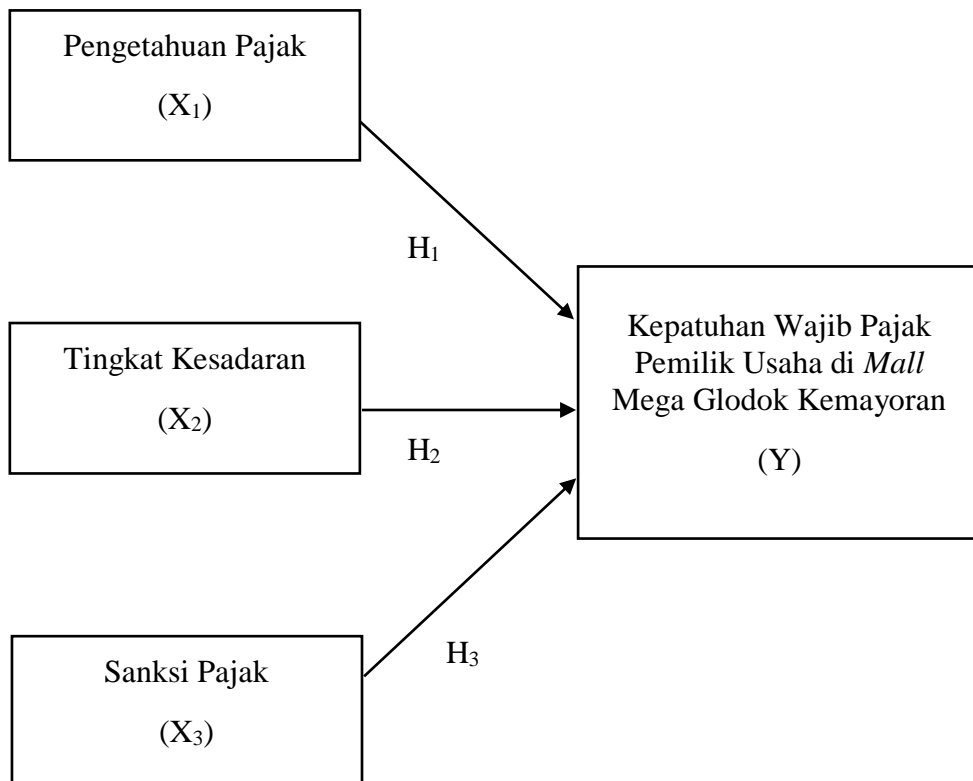 Pengetahuan Pajak
(X₁)
H₁
Tingkat Kesadaran
(X₂)
H₂
Kepatuhan Wajib Pajak
Pemilik Usaha di Mall
Mega Glodok Kemayoran
(Y)
Sanksi Pajak
(X₃)
H₃